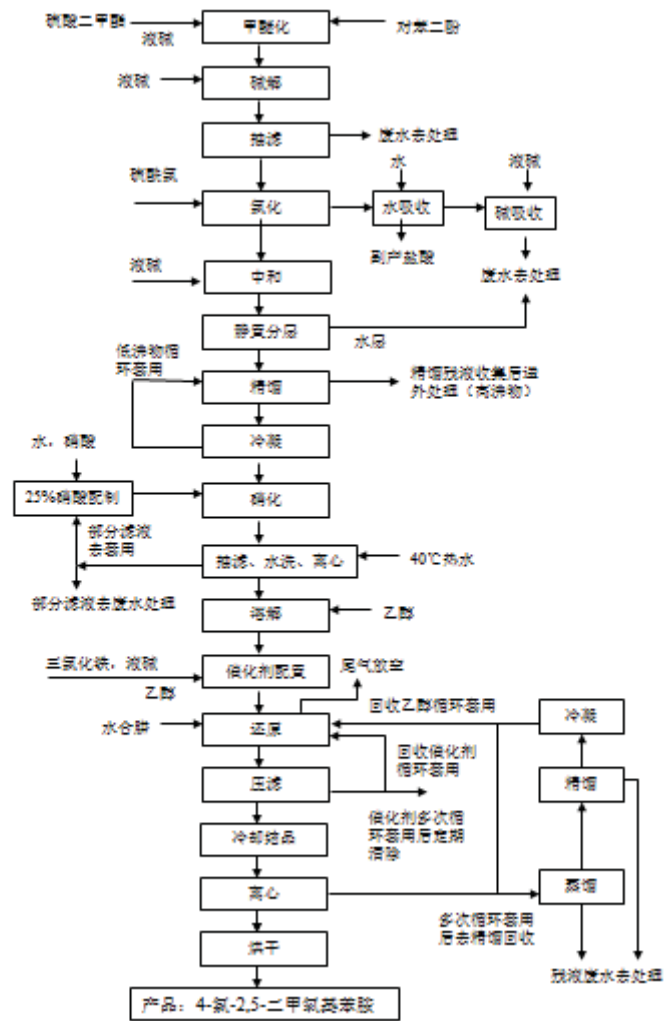 硫酸二甲酯
液碱
甲醚化
对苯二酚
液碱
碱解
抽滤
废水去处理
水
液碱
硫酰氯
氯化
水吸收
碱吸收
副产盐酸
液碱
中和
废水去处理
静置分层
水层
低沸物循
环套用
精馏
精馏残液收集后送
外处理（高沸物）
冷凝
水，硝酸
25%硝酸配制
硝化
部分滤液
去套用
抽滤、水洗、离心
40℃热水
部分滤液去废水处理
溶解
乙醇
三氯化铁，液碱
催化剂配置
尾气放空
乙醇
回收乙醇循环套用
冷凝
水合肼
还原
回收催化剂
循环套用
压滤
精馏
催化剂多次循
环套用后定期
清除
冷却结晶
离心
蒸馏
多次循环套用
后去精馏回收
烘干
残液废水去处理
产品：4-氯-2,5-二甲氧基苯胺